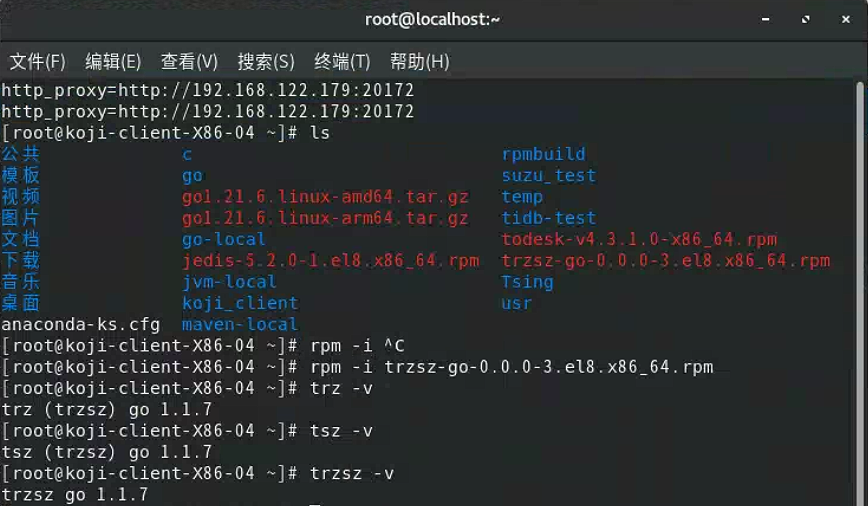 root@localhost:~
文件(F) 编辑(E) 查看(V) 搜索(S) 终端(T) 帮助(H)
http_proxy=http://192.168.122.179:20172
http_proxy=http://192.168.122.179:20172
[root@koji-client-X86-04 ~]# ls
公共 c rpmbuild
模板 go suzu_test
视频 go1.21.6.linux-amd64.tar.gz temp
图片 go1.21.6.linux-arm64.tar.gz tidb-test
文档 go-local todesk-v4.3.1.0-x86_64.rpm
下载 jedis-5.2.0-1.el8.x86_64.rpm trzsz-go-0.0.0-3.el8.x86_64.rpm
音乐 jvm-local Tsing
桌面 koji_client usr
anaconda-ks.cfg maven-local
[root@koji-client-X86-04 ~]# rpm -i ^C
[root@koji-client-X86-04 ~]# rpm -i trzsz-go-0.0.0-3.el8.x86_64.rpm
[root@koji-client-X86-04 ~]# trz -v
trz (trzsz) go 1.1.7
[root@koji-client-X86-04 ~]# tsz -v
tsz (trzsz) go 1.1.7
[root@koji-client-X86-04 ~]# trzsz -v
trzsz go 1.1.7